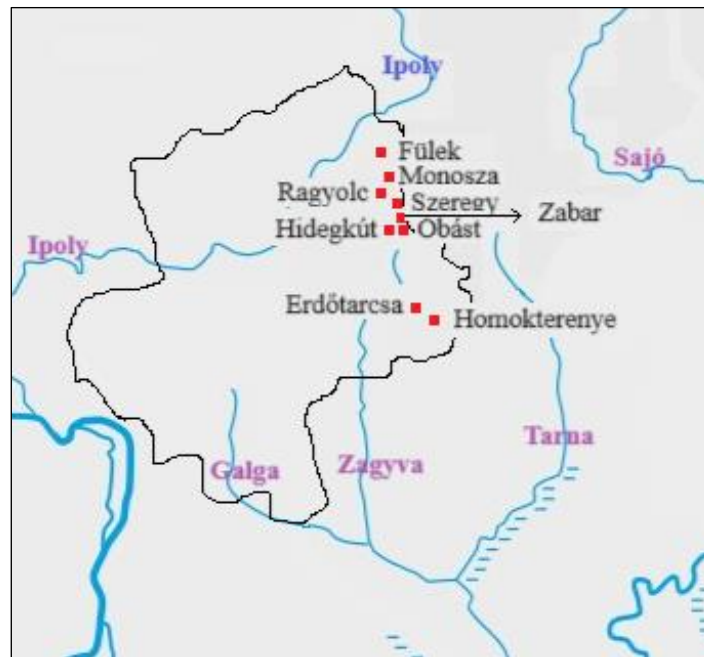 Ipoly
Fülek
Monosza
Sajó
Ragyolc
Szeregy
Zabar
Hidegkút
Obást
Ipoly
Erdőtarcsa
Homokterenye
Tarna
Galga
Zagyva